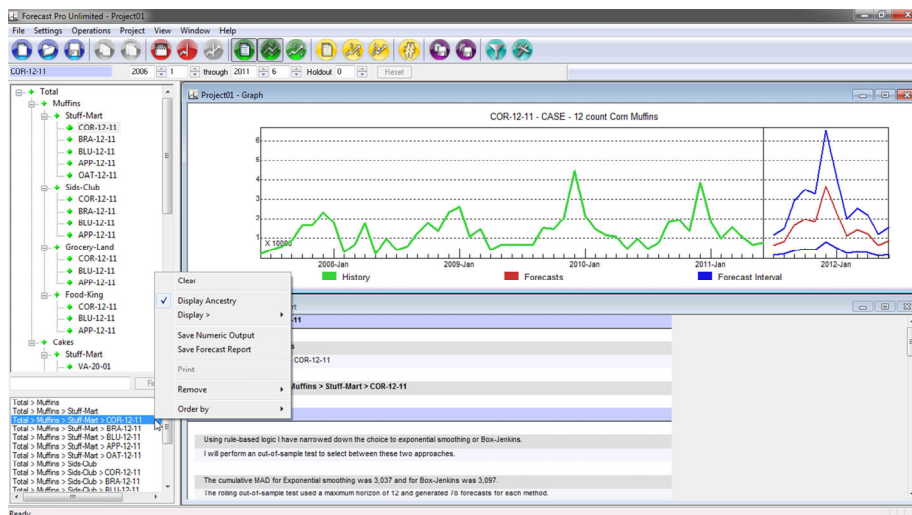 Forecast Pro Unlimited - Project01
File Settings Operations Project View Window Help
COR-12-11 2006 1 through 2011 6 Holdout 0 Reset
Total
Muffins
Stuff-Mart
COR-12-11
BRA-12-11
BLU-12-11
APP-12-11
OAT-12-11
Sids-Club
COR-12-11
BRA-12-11
BLU-12-11
APP-12-11
Grocery-Land
COR-12-11
BLU-12-11
APP-12-11
Food-King
COR-12-11
BLU-12-11
APP-12-11
Cakes
Stuff-Mart
VA-20-01
Total > Muffins
Total > Muffins > Stuff-Mart
Total > Muffins > Stuff-Mart > COR-12-11
Total > Muffins > Stuff-Mart > BRA-12-11
Total > Muffins > Stuff-Mart > BLU-12-11
Total > Muffins > Stuff-Mart > APP-12-11
Total > Muffins > Stuff-Mart > OAT-12-11
Total > Muffins > Sids-Club
Total > Muffins > Sids-Club > COR-12-11
Total > Muffins > Sids-Club > BRA-12-11
Total > Muffins > Sids-Club > BLU-12-11
Ready
Clear
Display Ancestry
Display >
Save Numeric Output
Save Forecast Report
Print
Remove
Order by
Project01 - Graph
COR-12-11 - CASE - 12 count Corn Muffins
6
5
4
3
2
1
X 10000
2008-Jan 2009-Jan 2010-Jan 2011-Jan 2012-Jan
History Forecasts Forecast Interval
-11
COR-12-11
Muffins > Stuff-Mart > COR-12-11
Using rule-based logic I have narrowed down the choice to exponential smoothing or Box-Jenkins.
I will perform an out-of-sample test to select between these two approaches.
The cumulative MAD for Exponential smoothing was 3,037 and for Box-Jenkins was 3,097.
The rolling out-of-sample test used a maximum horizon of 12 and generated 78 forecasts for each method.